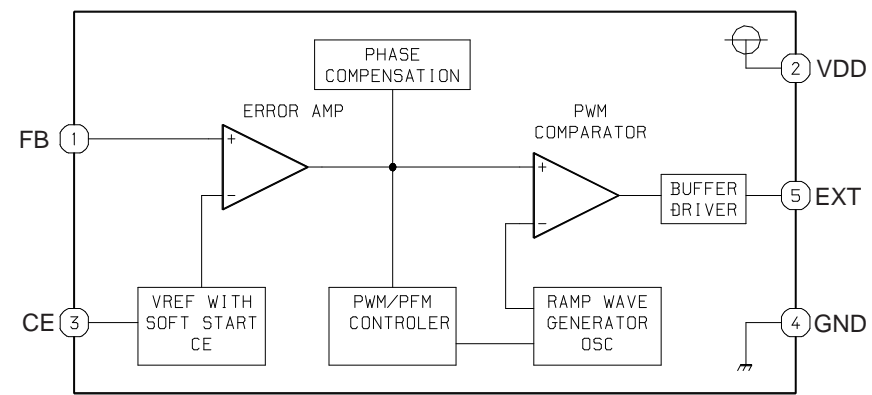 PHASE
COMPENSATION
ERROR AMP
PWM
COMPARATOR
2 VDD
FB 1
+
-
+
-
BUFFER
DRIVER
5 EXT
CE 3
VREF WITH
SOFT START
CE
PWM/PFM
CONTROLER
RAMP WAVE
GENERATOR
OSC
4 GND